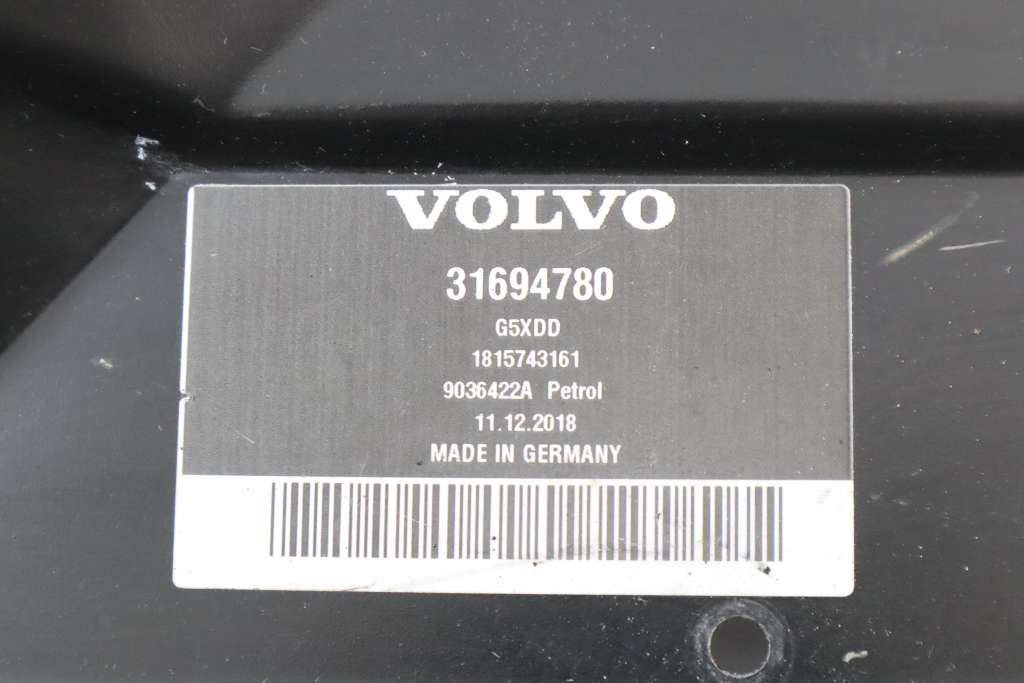 VOLVO
31694780
G5XDD
1815743161
9036422A Petrol
11.12.2018
MADE IN GERMANY